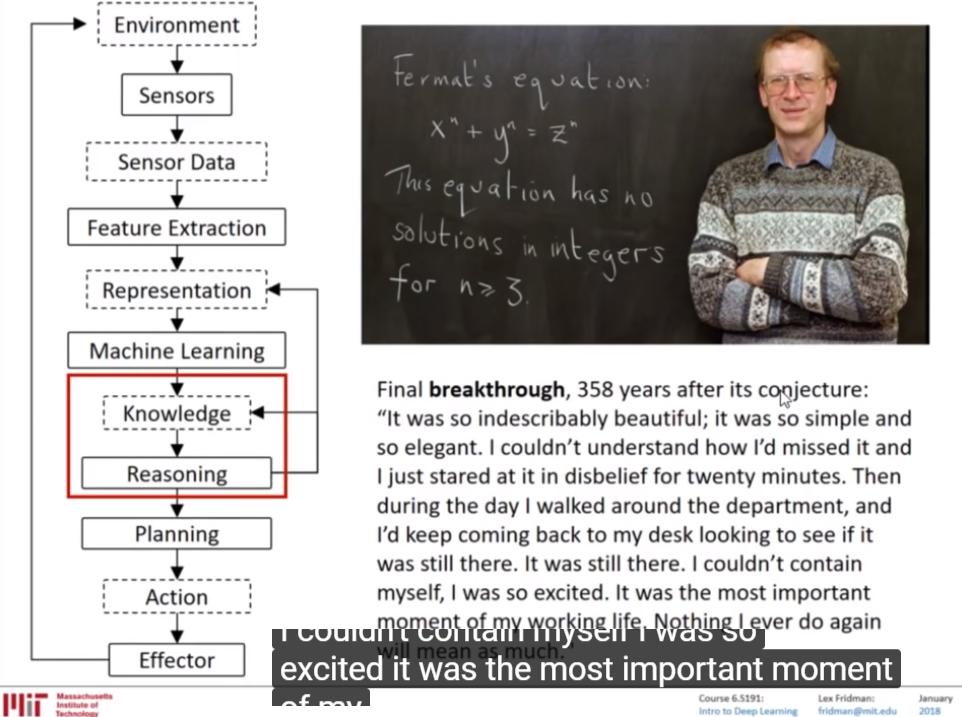 Environment
Sensors
Sensor Data
Feature Extraction
Representation
Machine Learning
Knowledge
Reasoning
Planning
Action
Effector
Fermat's equation:
xⁿ + yⁿ = zⁿ
This equation has no
solutions in integers
for n ≥ 3.
Final breakthrough, 358 years after its conjecture:
“It was so indescribably beautiful; it was so simple and
so elegant. I couldn’t understand how I’d missed it and
I just stared at it in disbelief for twenty minutes. Then
during the day I walked around the department, and
I’d keep coming back to my desk looking to see if it
was still there. It was still there. I couldn’t contain
myself, I was so excited. It was the most important
moment of my working life. Nothing I ever do again
will mean as much.
I couldn't contain myself I was so
excited it was the most important moment
of my
MIT
Massachusetts
Institute of
Technology
Course 6.S191:
Intro to Deep Learning
Lex Fridman:
fridman@mit.edu
January
2018